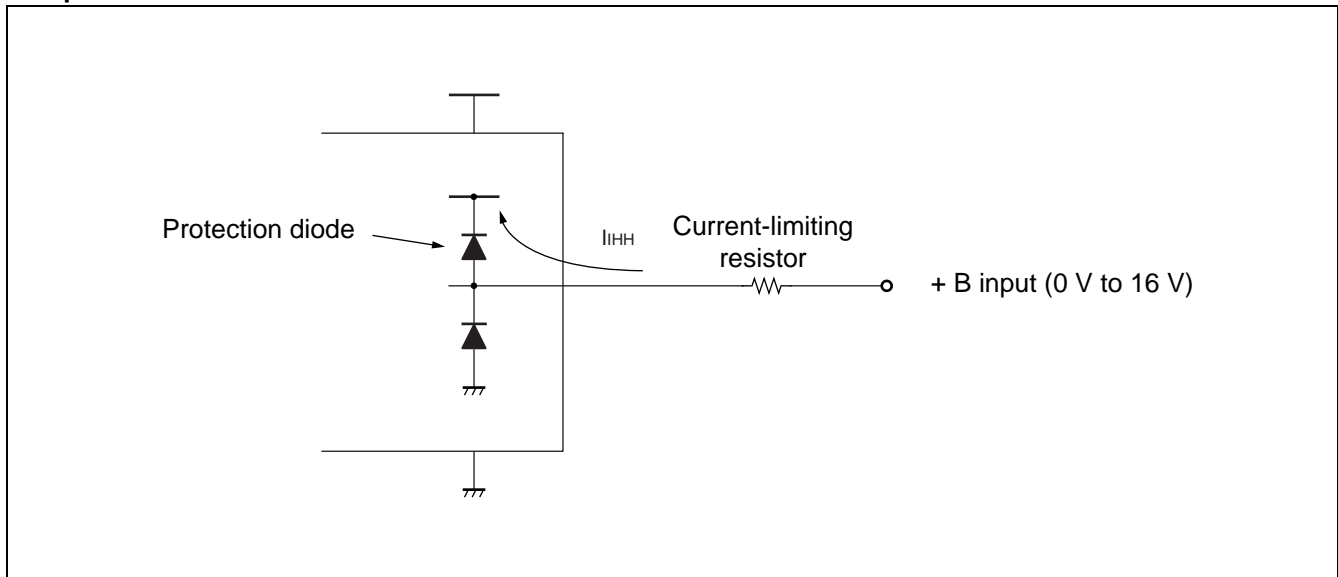 Protection diode
IIHH
Current-limiting
resistor
+ B input (0 V to 16 V)